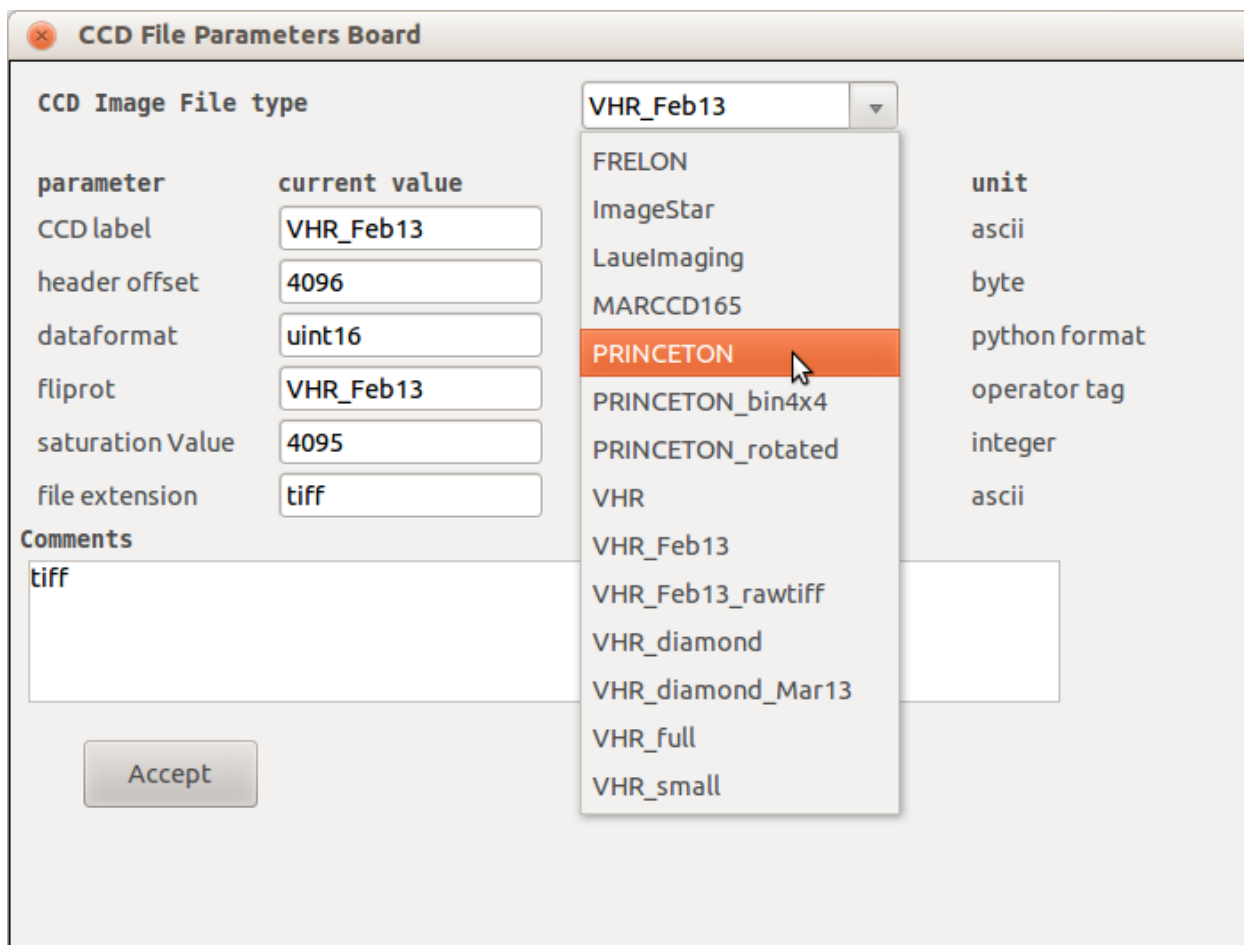 CCD File Parameters Board
CCD Image File type VHR_Feb13
FRELON
parameter current value unit
ImageStar
CCD label VHR_Feb13 ascii
LaueImaging
header offset 4096 byte
MARCCD165
dataformat uint16 python format
PRINCETON
fliprot VHR_Feb13 operator tag
PRINCETON_bin4x4
saturation Value 4095 integer
PRINCETON_rotated
file extension tiff ascii
VHR
Comments
VHR_Feb13
tiff
VHR_Feb13_rawtiff
VHR_diamond
VHR_diamond_Mar13
VHR_full
Accept
VHR_small